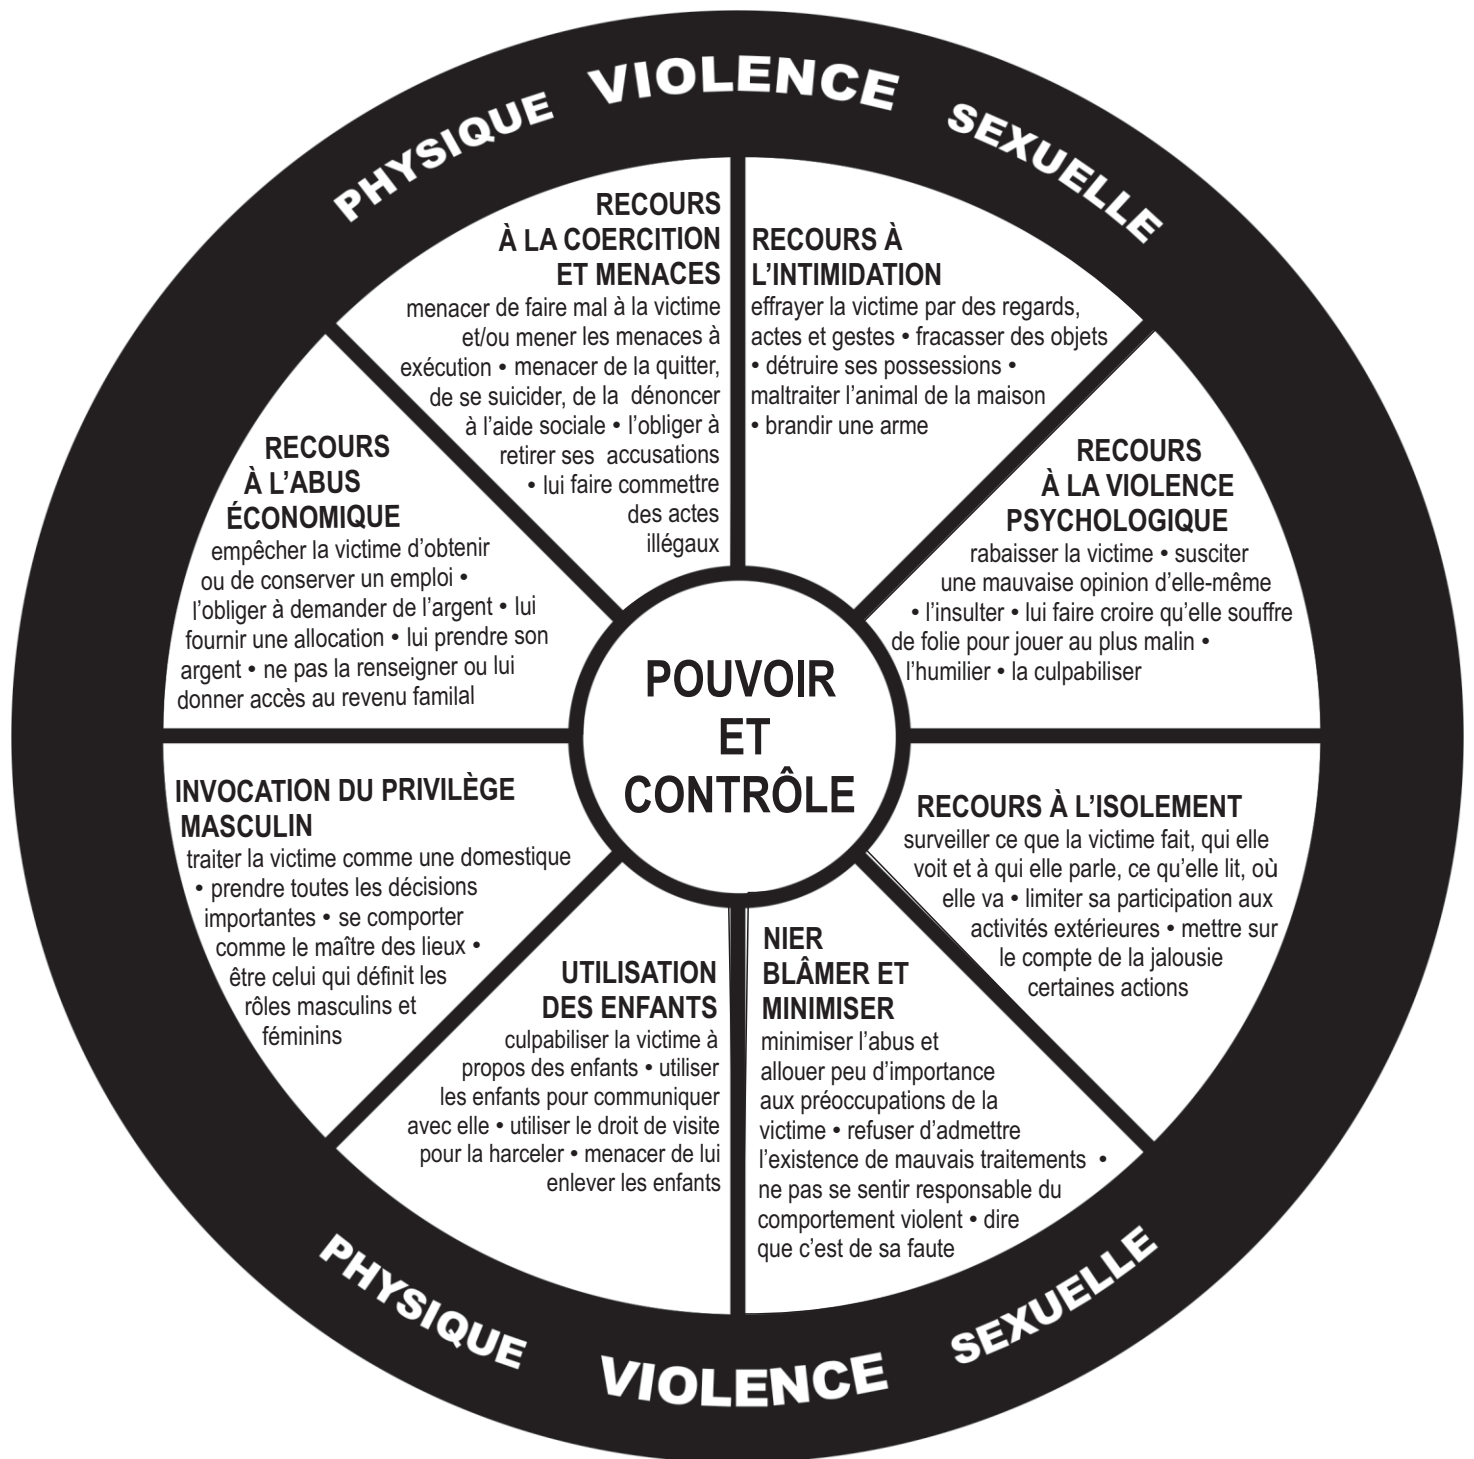 PHYSIQUE VIOLENCE SEXUELLE
RECOURS
À LA COERCITION
ET MENACES
menacer de faire mal à la victime
et/ou mener les menaces à
exécution • menacer de la quitter,
de se suicider, de la dénoncer
à l'aide sociale • l'obliger à
retirer ses accusations
• lui faire commettre
des actes
illégaux
RECOURS À
L'INTIMIDATION
effrayer la victime par des regards,
actes et gestes • fracasser des objets
• détruire ses possessions •
maltraiter l'animal de la maison
• brandir une arme
RECOURS
À LA VIOLENCE
PSYCHOLOGIQUE
rabaisser la victime • susciter
une mauvaise opinion d'elle-même
• l'insulter • lui faire croire qu'elle souffre
de folie pour jouer au plus malin •
l'humilier • la culpabiliser
RECOURS À L'ISOLEMENT
surveiller ce que la victime fait, qui elle
voit et à qui elle parle, ce qu'elle lit, où
elle va • limiter sa participation aux
activités extérieures • mettre sur
le compte de la jalousie
certaines actions
NIER
BLÂMER ET
MINIMISER
minimiser l'abus et
allouer peu d'importance
aux préoccupations de la
victime • refuser d'admettre
l'existence de mauvais traitements •
ne pas se sentir responsable du
comportement violent • dire
que c'est de sa faute
UTILISATION
DES ENFANTS
culpabiliser la victime à
propos des enfants • utiliser
les enfants pour communiquer
avec elle • utiliser le droit de visite
pour la harceler • menacer de lui
enlever les enfants
INVOCATION DU PRIVILÈGE
MASCULIN
traiter la victime comme une domestique
• prendre toutes les décisions
importantes • se comporter
comme le maître des lieux •
être celui qui définit les
rôles masculins et
féminins
RECOURS
À L'ABUS
ÉCONOMIQUE
empêcher la victime d'obtenir
ou de conserver un emploi •
l'obliger à demander de l'argent • lui
fournir une allocation • lui prendre son
argent • ne pas la renseigner ou lui
donner accès au revenu familal
POUVOIR
ET
CONTRÔLE
PHYSIQUE VIOLENCE SEXUELLE